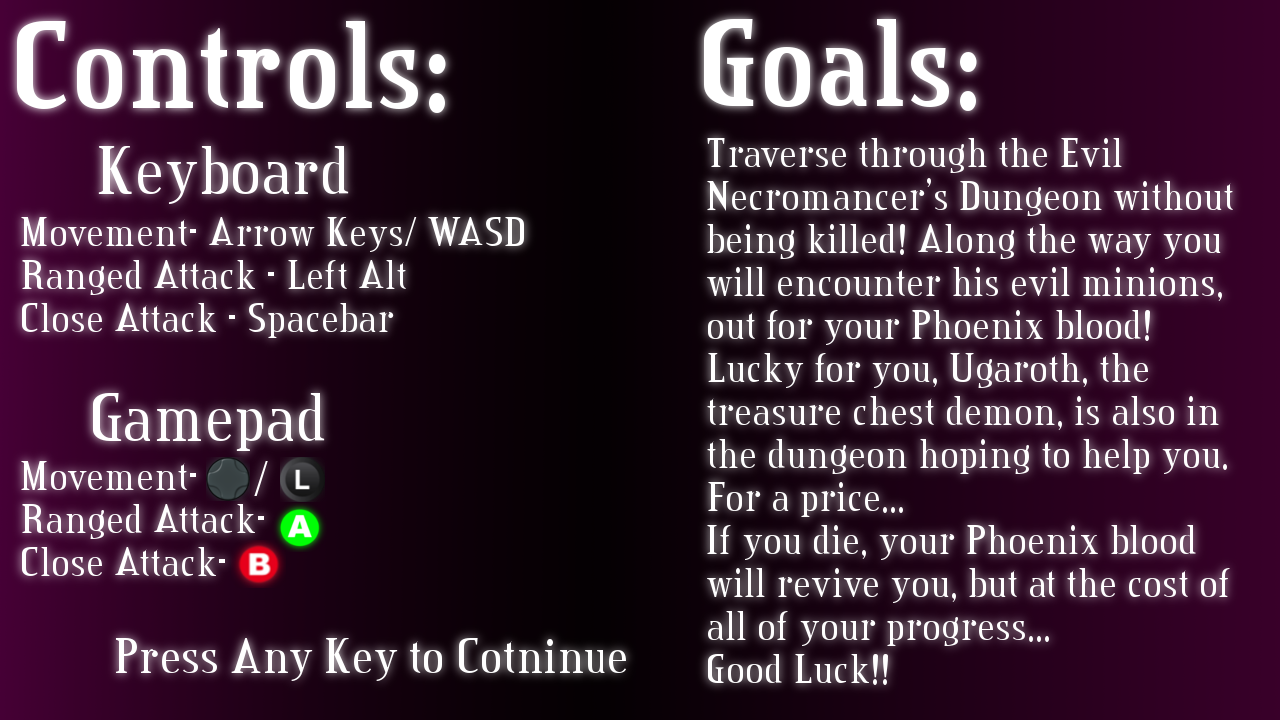 Controls:
Keyboard
Movement- Arrow Keys/ WASD
Ranged Attack - Left Alt
Close Attack - Spacebar
Gamepad
Movement- / L
Ranged Attack- A
Close Attack- B
Press Any Key to Cotninue
Goals:
Traverse through the Evil
Necromancer's Dungeon without
being killed! Along the way you
will encounter his evil minions,
out for your Phoenix blood!
Lucky for you, Ugaroth, the
treasure chest demon, is also in
the dungeon hoping to help you.
For a price...
If you die, your Phoenix blood
will revive you, but at the cost of
all of your progress...
Good Luck!!